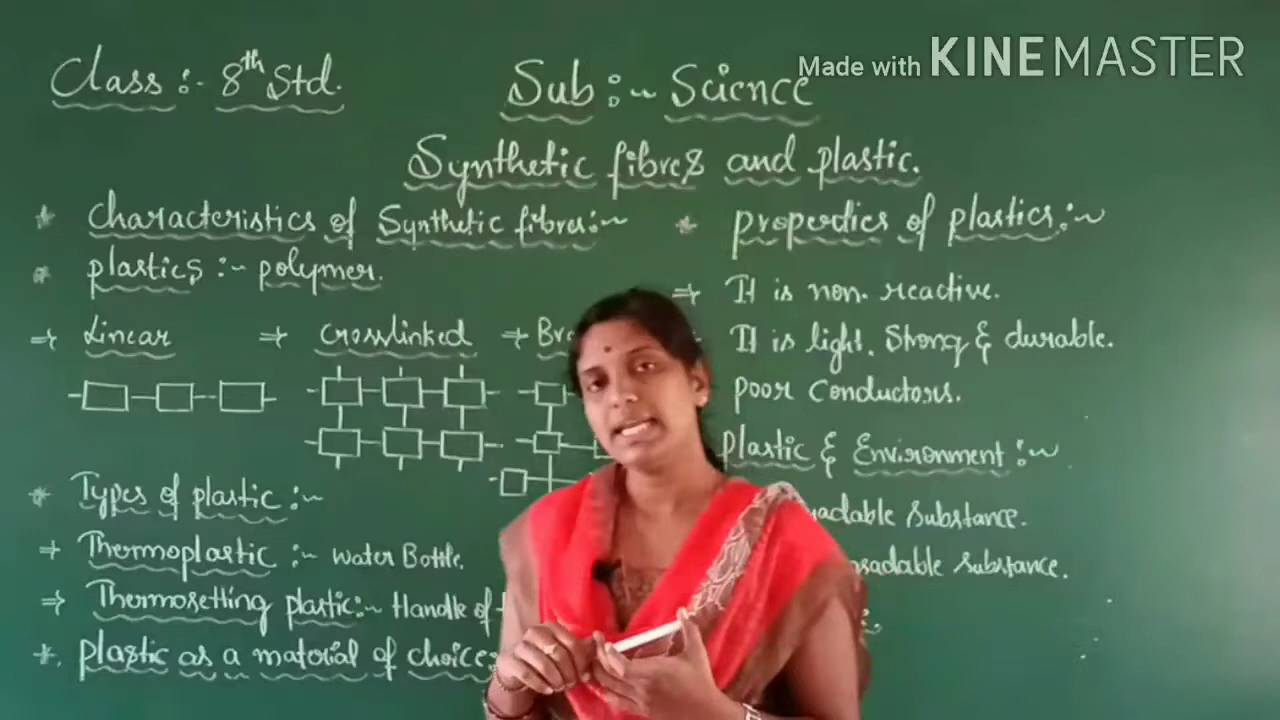 Made with KINEMASTER
Class :- 8th Std.
Sub :~ Science
Synthetic fibres and plastic.
* Characteristics of Synthetic fibres :~
* plastics :- polymer.
⇒ Linear ⇒ Crosslinked ⇒
* Types of plastic :~
⇒ Thermoplastic :~ water Bottle.
⇒ Thermosetting plastic :~ Handle of
* plastic as a material of choice :
* properties of plastics :~
⇒ It is non. reactive.
It is light. Strong & durable.
poor conductors.
plastic & Environment :~
Substance.
Substance.